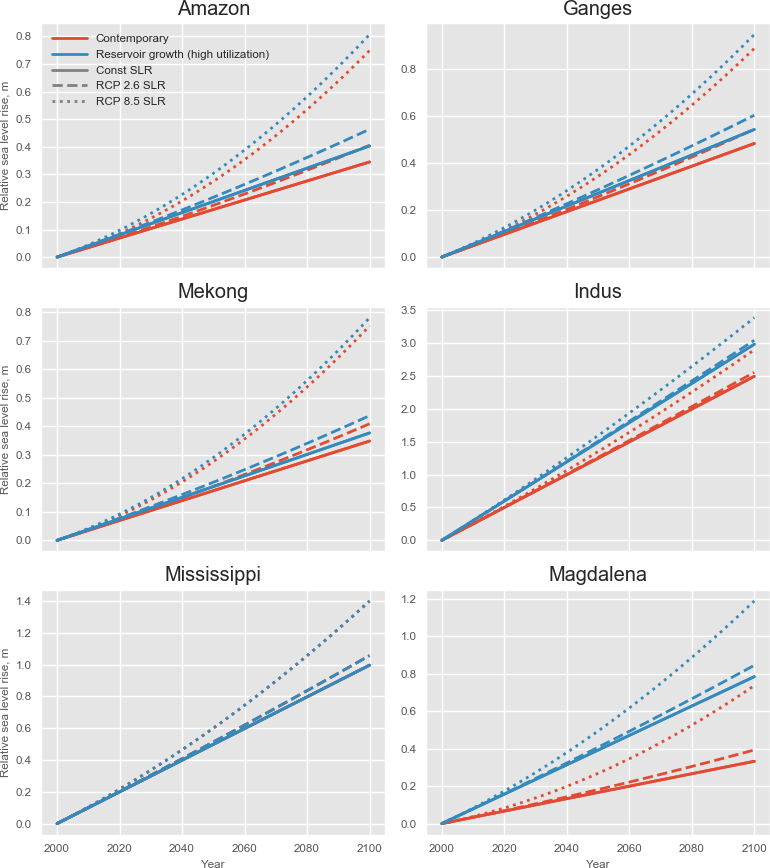 Amazon
Ganges
Relative sea level rise, m
0.8
0.7
0.6
0.5
0.4
0.3
0.2
0.1
0.0
Contemporary
Reservoir growth (high utilization)
Const SLR
RCP 2.6 SLR
RCP 8.5 SLR
0.8
0.6
0.4
0.2
0.0
Mekong
Indus
Relative sea level rise, m
0.8
0.7
0.6
0.5
0.4
0.3
0.2
0.1
0.0
3.5
3.0
2.5
2.0
1.5
1.0
0.5
0.0
Mississippi
Magdalena
Relative sea level rise, m
1.4
1.2
1.0
0.8
0.6
0.4
0.2
0.0
1.2
1.0
0.8
0.6
0.4
0.2
0.0
2000 2020 2040 2060 2080 2100
2000 2020 2040 2060 2080 2100
Year
Year